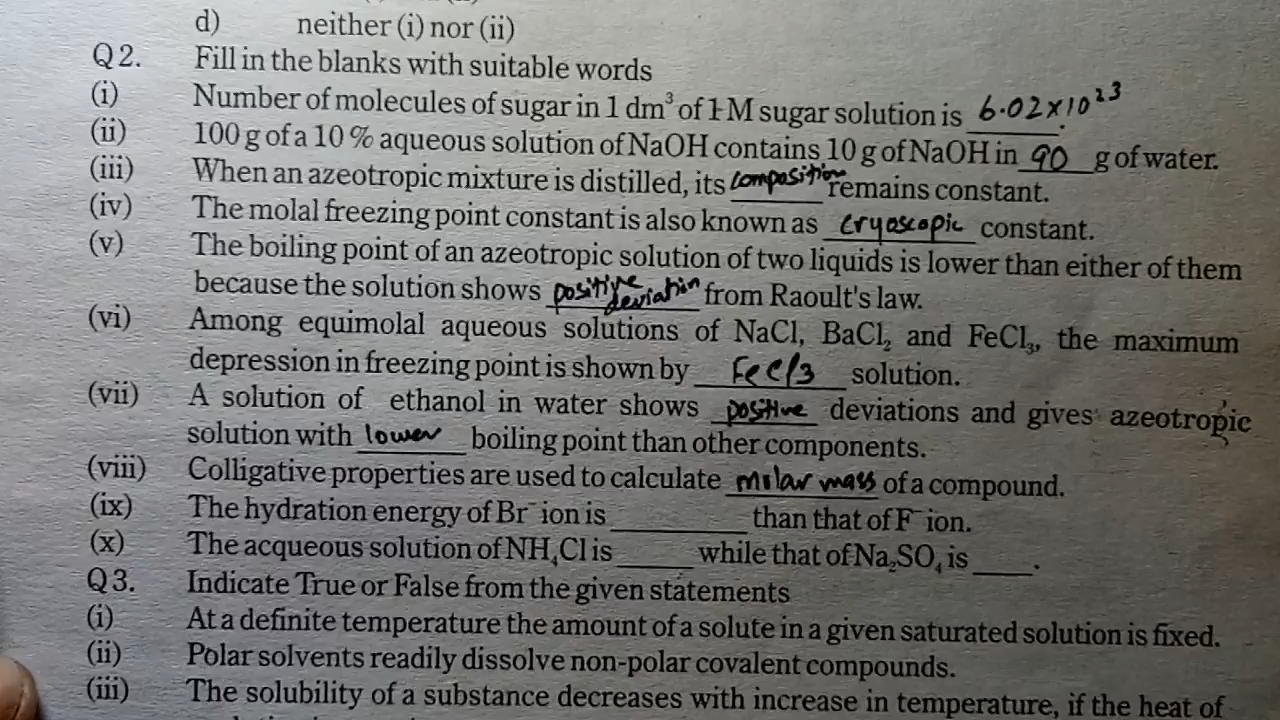 d) neither (i) nor (ii)
Q2. Fill in the blanks with suitable words
(i) Number of molecules of sugar in 1 dm³ of 1 M sugar solution is 6.02×10²³.
(ii) 100 g of a 10 % aqueous solution of NaOH contains 10 g of NaOH in 90 g of water.
(iii) When an azeotropic mixture is distilled, its composition remains constant.
(iv) The molal freezing point constant is also known as cryoscopic constant.
(v) The boiling point of an azeotropic solution of two liquids is lower than either of them
because the solution shows positive deviation from Raoult's law.
(vi) Among equimolal aqueous solutions of NaCl, BaCl₂ and FeCl₃, the maximum
depression in freezing point is shown by FeCl3 solution.
(vii) A solution of ethanol in water shows positive deviations and gives azeotropic
solution with lower boiling point than other components.
(viii) Colligative properties are used to calculate molar mass of a compound.
(ix) The hydration energy of Br⁻ ion is ________ than that of F⁻ ion.
(x) The acqueous solution of NH₄Cl is ____ while that of Na₂SO₄ is ____.
Q3. Indicate True or False from the given statements
(i) At a definite temperature the amount of a solute in a given saturated solution is fixed.
(ii) Polar solvents readily dissolve non-polar covalent compounds.
(iii) The solubility of a substance decreases with increase in temperature, if the heat of